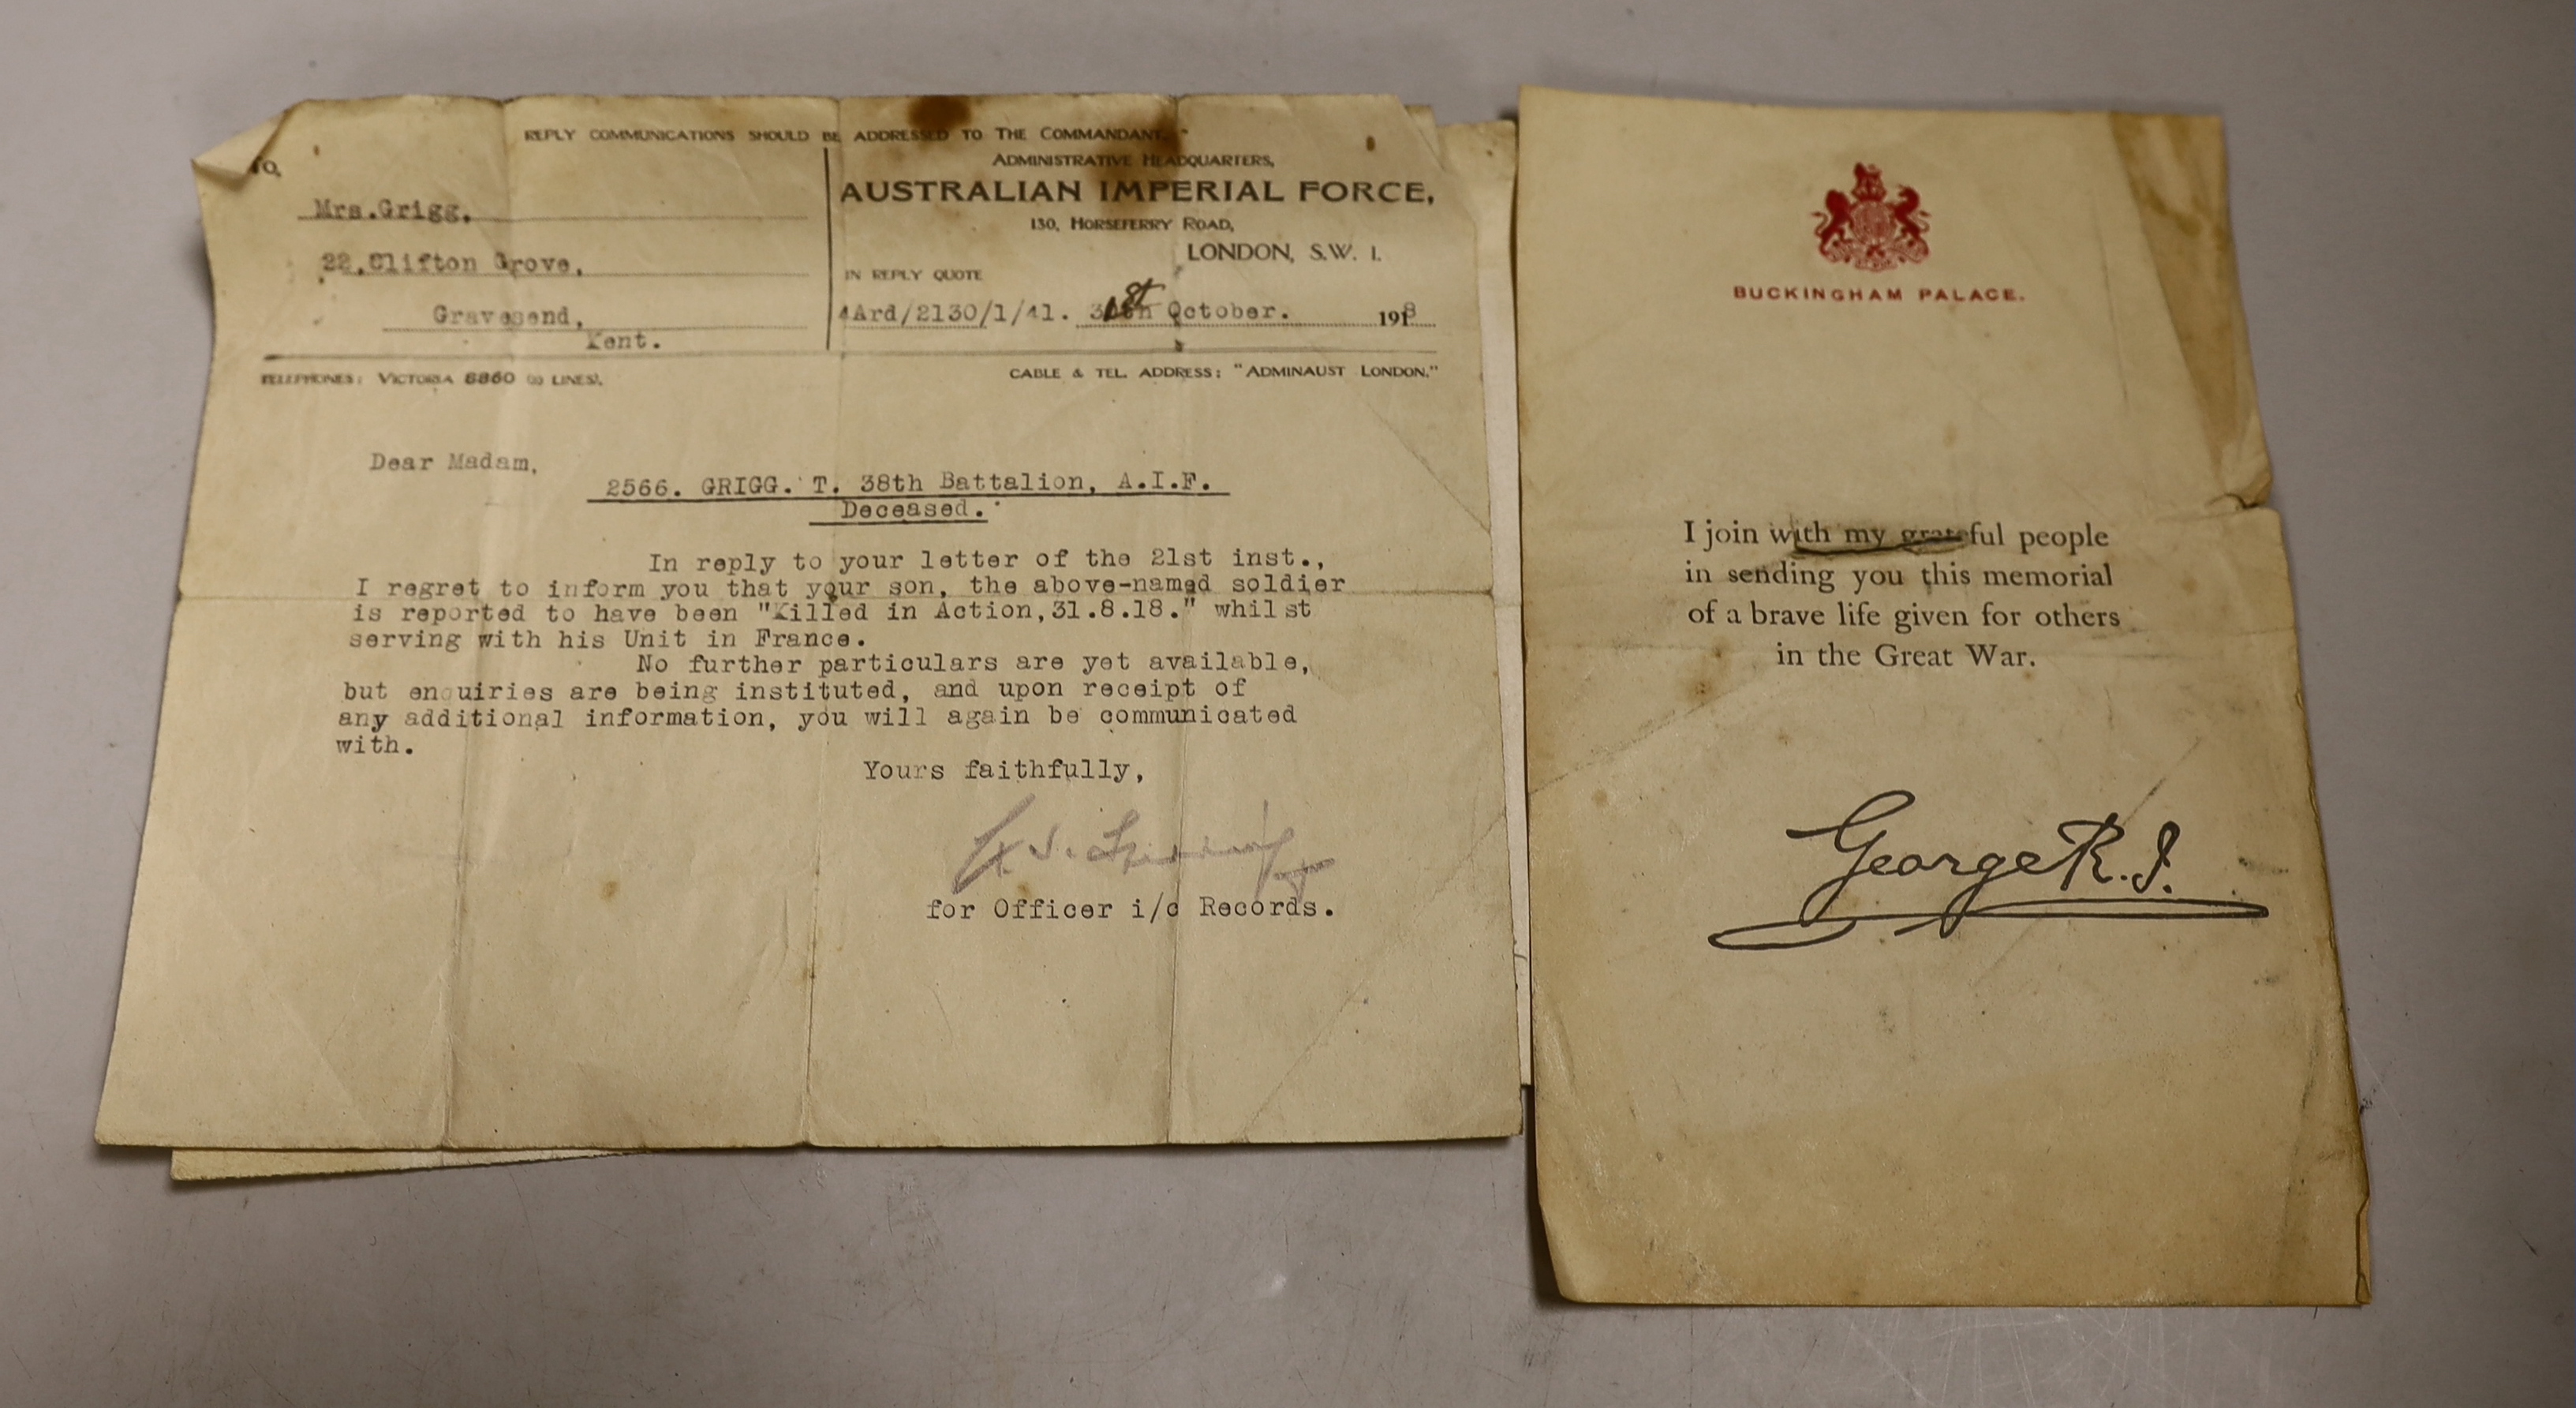 REPLY COMMUNICATIONS SHOULD BE ADDRESSED TO THE COMMANDANT,
ADMINISTRATIVE HEADQUARTERS,
AUSTRALIAN IMPERIAL FORCE,
130, HORSEFERRY ROAD,
LONDON, S.W. 1.
TO,
Mrs.Grigg,
22,Clifton Grove,
Gravesend,
Kent.
IN REPLY QUOTE
4Ard/2130/1/41. 31st October. 1918
TELEPHONES: VICTORIA 8860 LINES).
CABLE & TEL. ADDRESS: "ADMINAUST LONDON."
Dear Madam,
2566. GRIGG. T. 38th Battalion, A.I.F.
Deceased.
In reply to your letter of the 21st inst.,
I regret to inform you that your son, the above-named soldier
is reported to have been "Killed in Action,31.8.18." whilst
serving with his Unit in France.
No further particulars are yet available,
but enquiries are being instituted, and upon receipt of
any additional information, you will again be communicated
with.
Yours faithfully,
for Officer i/c Records.
BUCKINGHAM PALACE.
I join with my grateful people
in sending you this memorial
of a brave life given for others
in the Great War.
George R.I.